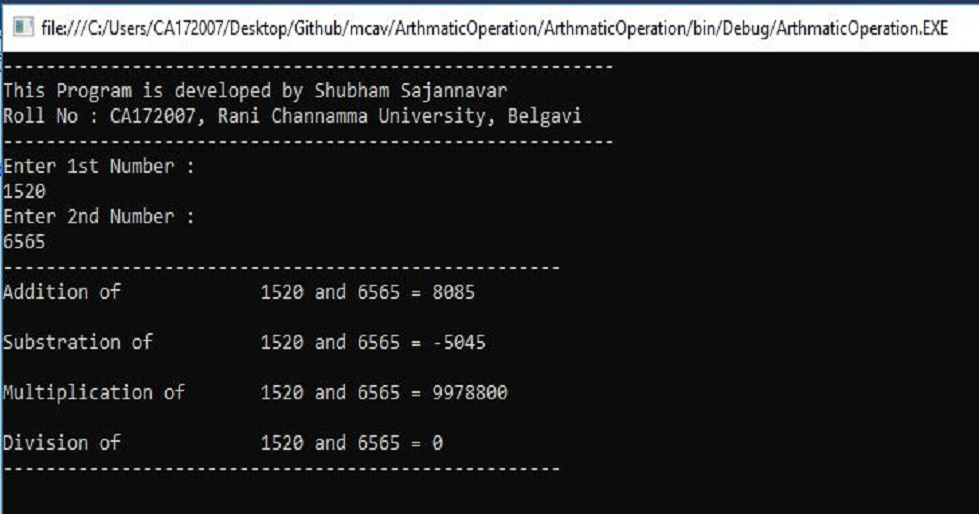 file:///C:/Users/CA172007/Desktop/Github/mcav/ArthmaticOperation/ArthmaticOperation/bin/Debug/ArthmaticOperation.EXE
---------------------------------------------------------
This Program is developed by Shubham Sajannavar
Roll No : CA172007, Rani Channamma University, Belgavi
---------------------------------------------------------
Enter 1st Number :
1520
Enter 2nd Number :
6565
----------------------------------------------------
Addition of 1520 and 6565 = 8085
Substration of 1520 and 6565 = -5045
Multiplication of 1520 and 6565 = 9978800
Division of 1520 and 6565 = 0
----------------------------------------------------